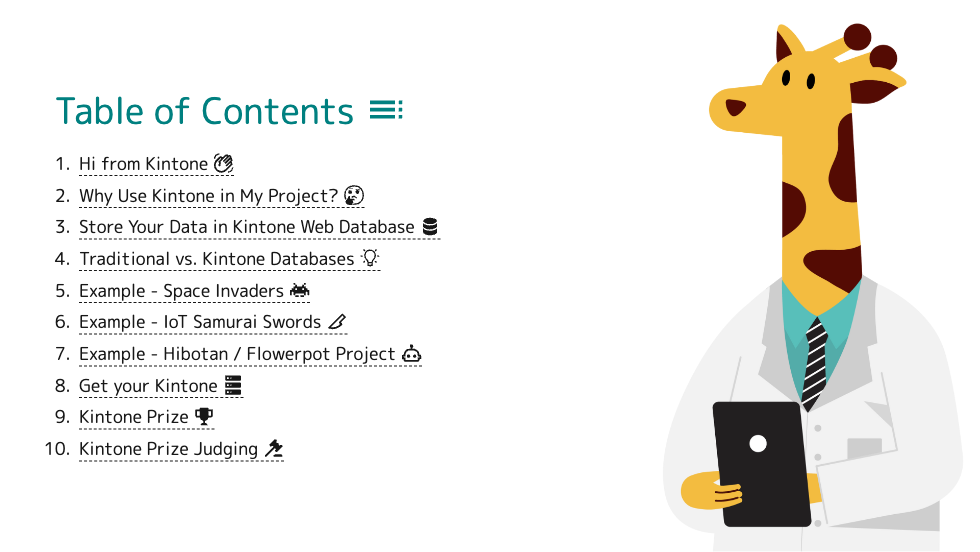 Table of Contents
1. Hi from Kintone
2. Why Use Kintone in My Project?
3. Store Your Data in Kintone Web Database
4. Traditional vs. Kintone Databases
5. Example - Space Invaders
6. Example - IoT Samurai Swords
7. Example - Hibotan / Flowerpot Project
8. Get your Kintone
9. Kintone Prize
10. Kintone Prize Judging